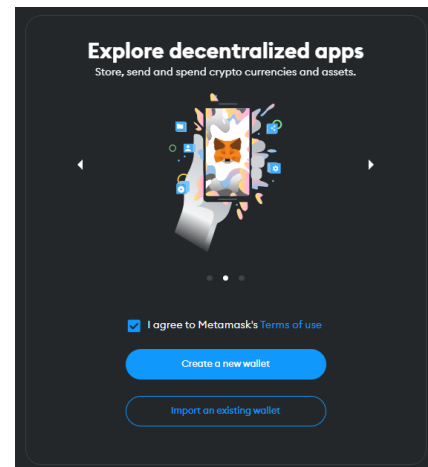 Explore decentralized apps
Store, send and spend crypto currencies and assets.
I agree to Metamask's Terms of use
Create a new wallet
Import an existing wallet